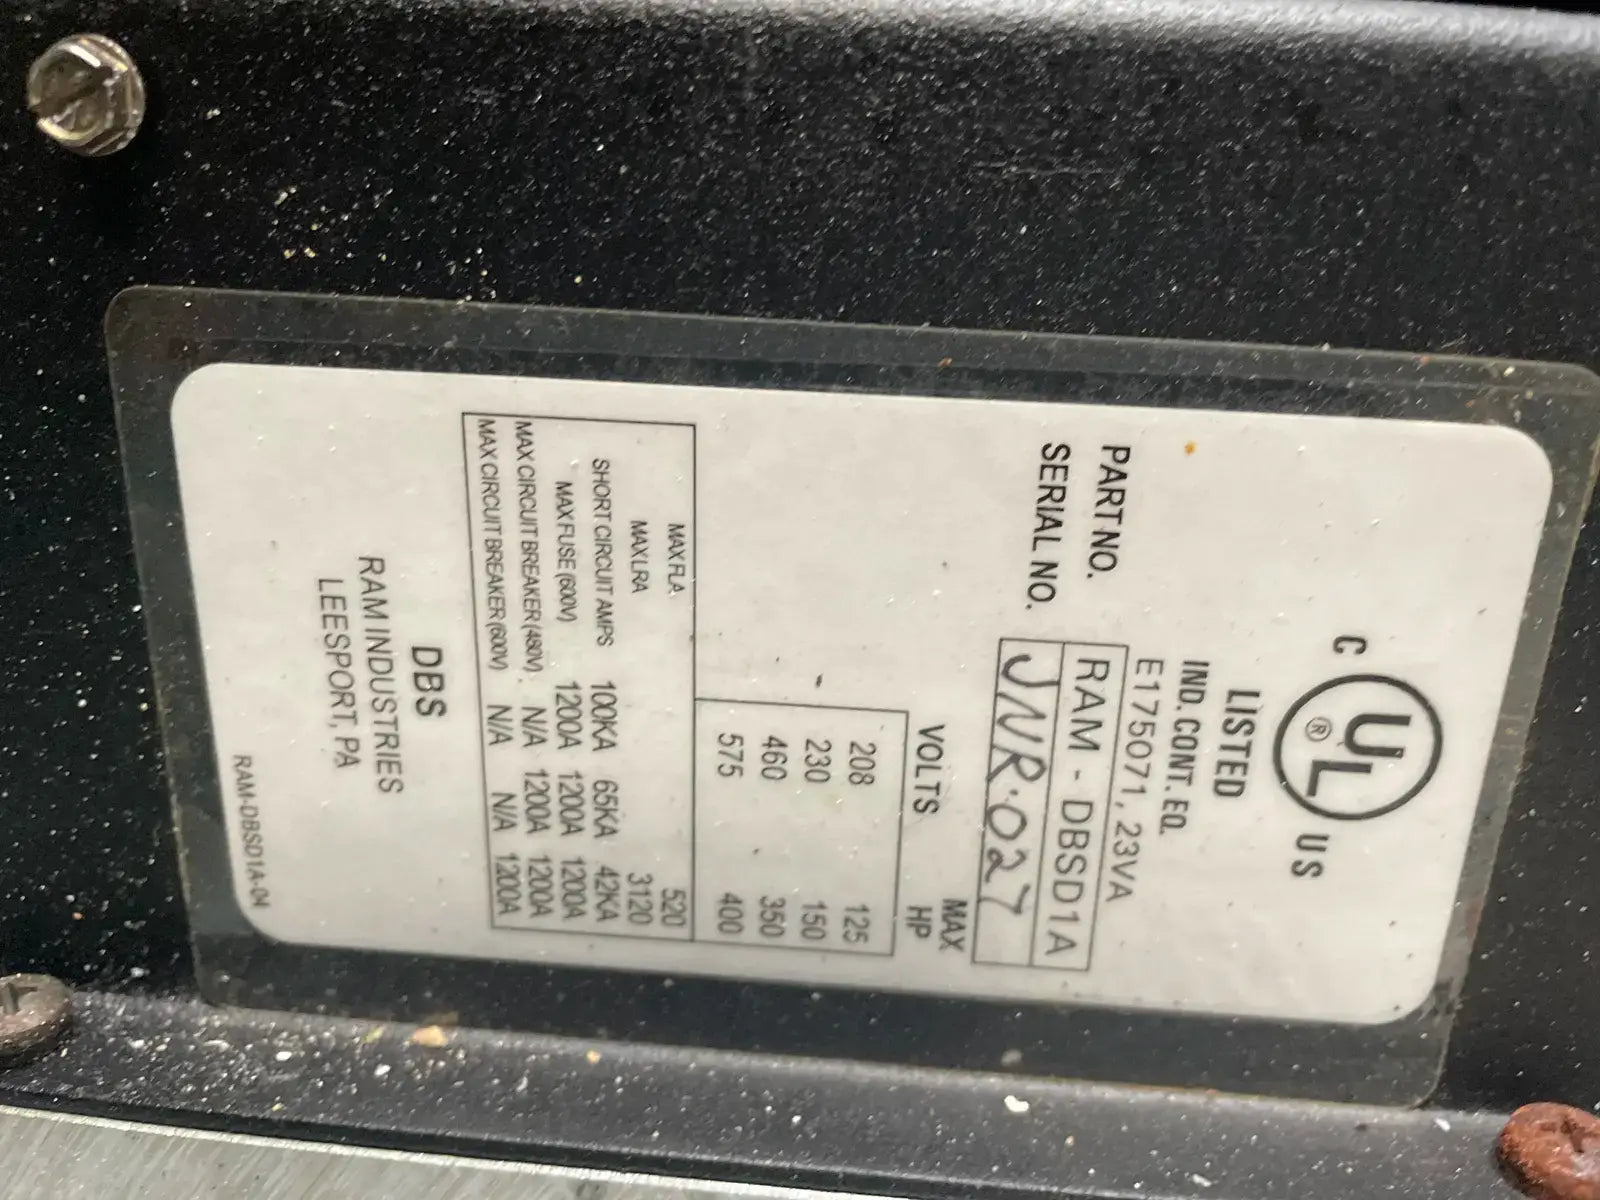 C UL ® US
LISTED
IND. CONT. EQ.
E175071, 23VA
PART NO. RAM - DBSD1A
SERIAL NO. JNR-027
VOLTS MAX HP
208 125
230 150
460 350
575 400
MAX FLA 520
MAX LRA 3120
SHORT CIRCUIT AMPS 100KA 65KA 42KA
MAX FUSE (600V) 1200A 1200A 1200A
MAX CIRCUIT BREAKER (480V) N/A 1200A 1200A
MAX CIRCUIT BREAKER (600V) N/A N/A 1200A
DBS
RAM INDUSTRIES
LEESPORT, PA
RAM-DBSD1A-04